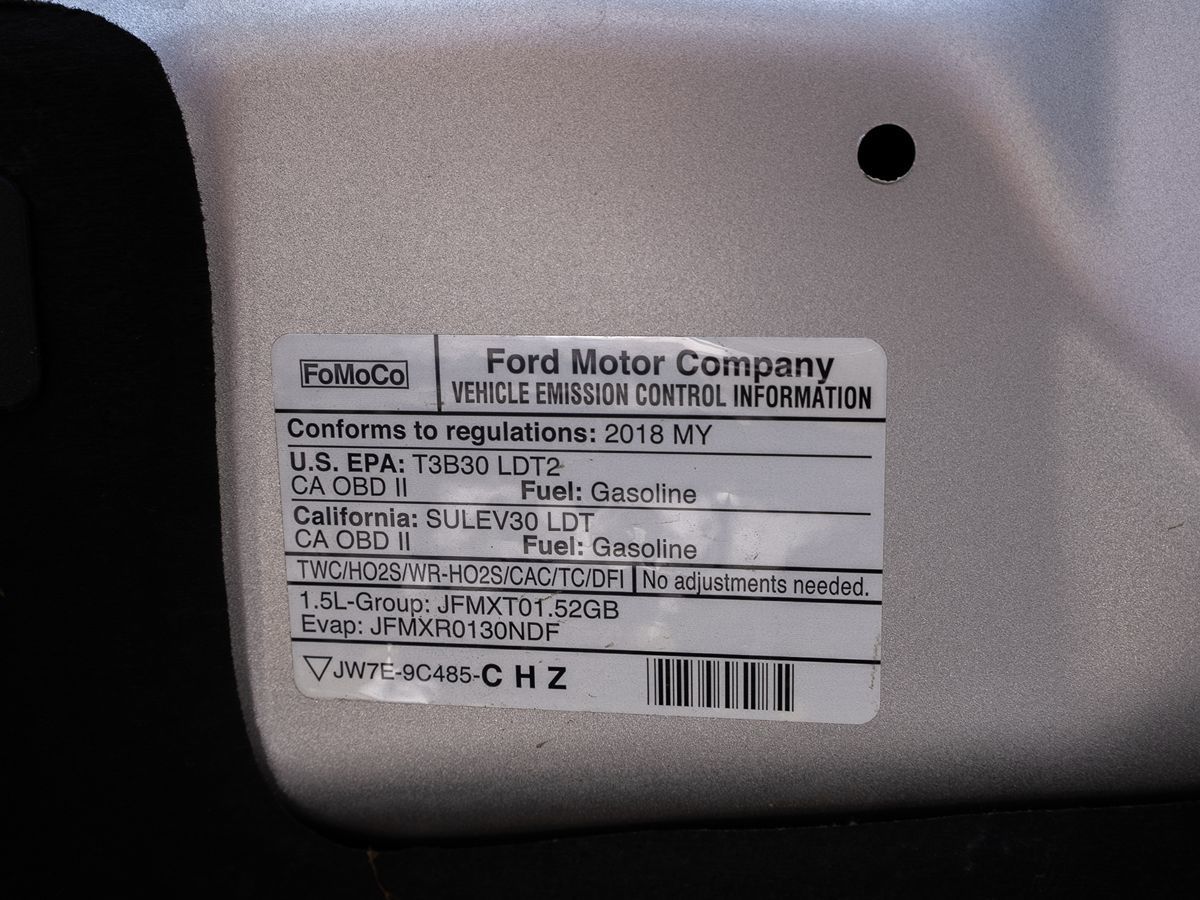 FoMoCo
Ford Motor Company
VEHICLE EMISSION CONTROL INFORMATION
Conforms to regulations: 2018 MY
U.S. EPA: T3B30 LDT2
CA OBD II Fuel: Gasoline
California: SULEV30 LDT
CA OBD II Fuel: Gasoline
TWC/HO2S/WR-HO2S/CAC/TC/DFI No adjustments needed.
1.5L-Group: JFMXT01.52GB
Evap: JFMXR0130NDF
JW7E-9C485-C H Z